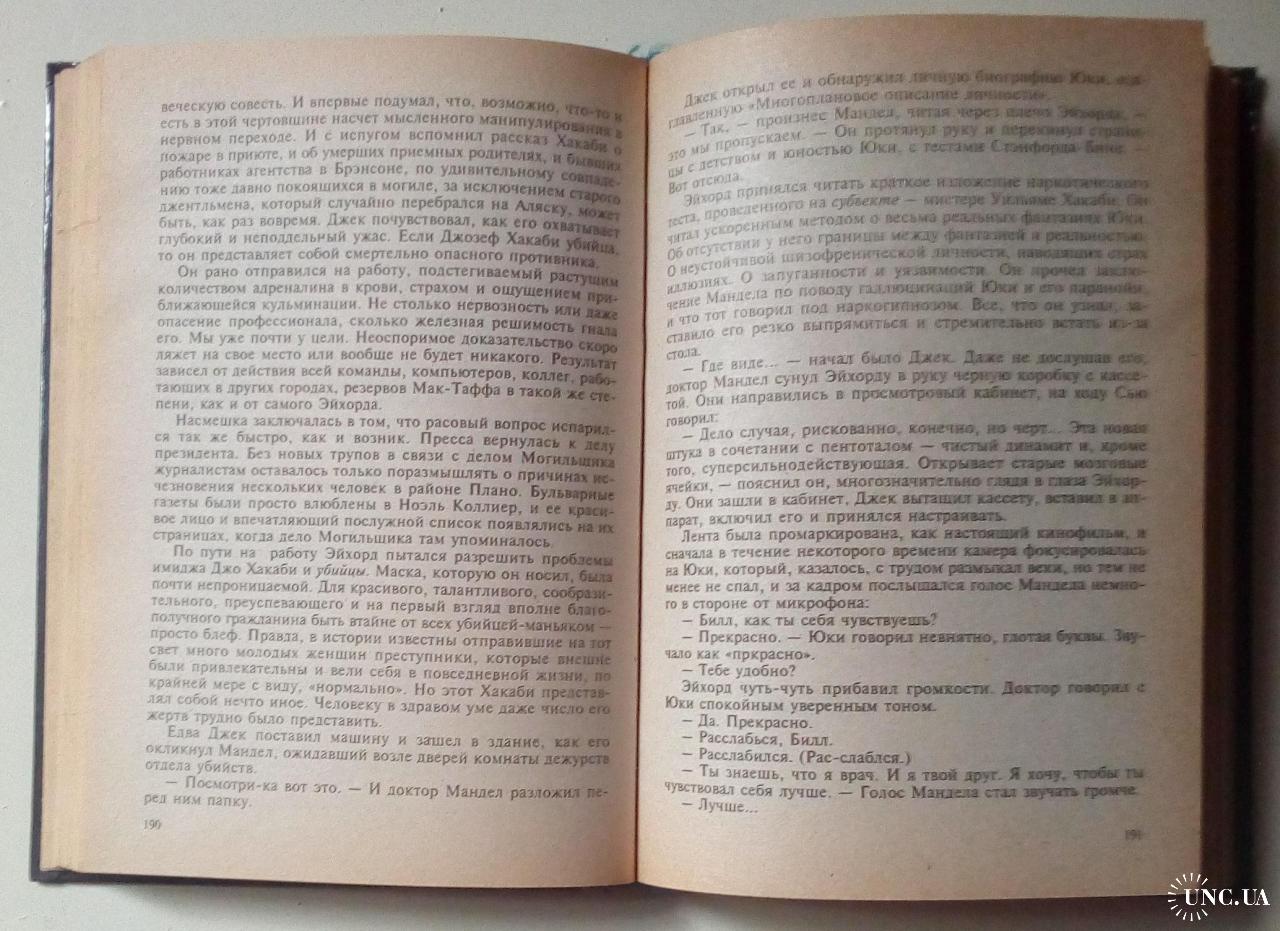 веческую совесть. И впервые подумал, что, возможно, что-то и
есть в этой чертовшине насчет мысленного манипулирования в
нервном переходе. И с испугом вспомнил рассказ Хакаби о
пожаре в приюте, и об умерших приемных родителях, и бывших
работниках агентства в Брэнсоне, по удивительному совпаде-
нию тоже давно покоящихся в могиле, за исключением старого
джентльмена, который случайно перебрался на Аляску, может
быть, как раз вовремя. Джек почувствовал, как его охватывает
глубокий и неподдельный ужас. Если Джозеф Хакаби убийца,
то он представляет собой смертельно опасного противника.
Он рано отправился на работу, подстегиваемый растущим
количеством адреналина в крови, страхом и ощущением при-
ближающейся кульминации. Не столько нервозность или даже
опасение профессионала, сколько железная решимость гнала
его. Мы уже почти у цели. Неоспоримое доказательство скоро
ляжет на свое место или вообще не будет никакого. Результат
зависел от действия всей команды, компьютеров, коллег, рабо-
тающих в других городах, резервов Мак-Таффа в такой же сте-
пени, как и от самого Эйхорда.
Насмешка заключалась в том, что расовый вопрос испарил-
ся так же быстро, как и возник. Пресса вернулась к делу
президента. Без новых трупов в связи с делом Могильщика
журналистам оставалось только поразмышлять о причинах ис-
чезновения нескольких человек в районе Плано. Бульварные
газеты были просто влюблены в Ноэль Коллиер, и ее краси-
вое лицо и впечатляющий послужной список появлялись на их
страницах, когда дело Могильщика там упоминалось.
По пути на работу Эйхорд пытался разрешить проблемы
имиджа Джо Хакаби и убийцы. Маска, которую он носил, была
почти непроницаемой. Для красивого, талантливого, сообрази-
тельного, преуспевающего и на первый взгляд вполне благо-
получного гражданина быть втайне от всех убийцей-маньяком —
просто блеф. Правда, в истории известны отправившие на тот
свет много молодых женщин преступники, которые внешне
были привлекательны и вели себя в повседневной жизни, по
крайней мере с виду, «нормально». Но этот Хакаби представ-
лял собой нечто иное. Человеку в здравом уме даже число его
жертв трудно было представить.
Едва Джек поставил машину и зашел в здание, как его
окликнул Мандел, ожидавший возле дверей комнаты дежурств
отдела убийств.
— Посмотри-ка вот это. — И доктор Мандел разложил пе-
ред ним папку.
190
Джек открыл ее и обнаружил личную биографию Юки, оза-
главленную «Многоплановое описание личности».
— Так, — произнес Мандел, читая через плечо Эйхорда, —
это мы пропускаем. — Он протянул руку и перекинул страни-
цы с детством и юностью Юки, с тестами Стэнфорда-Бине. —
Вот отсюда.
Эйхорд принялся читать краткое изложение наркотического
теста, проведенного на субъекте — мистере Уильяме Хакаби. Он
читал ускоренным методом о весьма реальных фантазиях Юки.
Об отсутствии у него границы между фантазией и реальностью.
О неустойчивой шизофренической личности, наводящих страх
иллюзиях. О запуганности и уязвимости. Он прочел заклю-
чение Мандела по поводу галлюцинаций Юки и его паранойи,
и что тот говорил под наркогипнозом. Все, что он узнал, за-
ставило его резко выпрямиться и стремительно встать из-за
стола.
— Где виде... — начал было Джек. Даже не дослушав его,
доктор Мандел сунул Эйхорду в руку черную коробку с кассе-
той. Они направились в просмотровый кабинет, на ходу Сью
говорил:
— Дело случая, рискованно, конечно, но черт... Эта новая
штука в сочетании с пентоталом — чистый динамит и, кроме
того, суперсильнодействующая. Открывает старые мозговые
ячейки, — пояснил он, многозначительно глядя в глаза Эйхор-
ду. Они зашли в кабинет, Джек вытащил кассету, вставил в ап-
парат, включил его и принялся настраивать.
Лента была промаркирована, как настоящий кинофильм, и
сначала в течение некоторого времени камера фокусировалась
на Юки, который, казалось, с трудом размыкал веки, но тем не
менее не спал, и за кадром послышался голос Мандела немно-
го в стороне от микрофона:
— Билл, как ты себя чувствуешь?
— Прекрасно. — Юки говорил невнятно, глотая буквы. Зву-
чало как «пркрасно».
— Тебе удобно?
Эйхорд чуть-чуть прибавил громкости. Доктор говорил с
Юки спокойным уверенным тоном.
— Да. Прекрасно.
— Расслабься, Билл.
— Расслабился. (Рас-слаблся.)
— Ты знаешь, что я врач. И я твой друг. Я хочу, чтобы ты
чувствовал себя лучше. — Голос Мандела стал звучать громче.
— Лучше...
191
UNC.UA